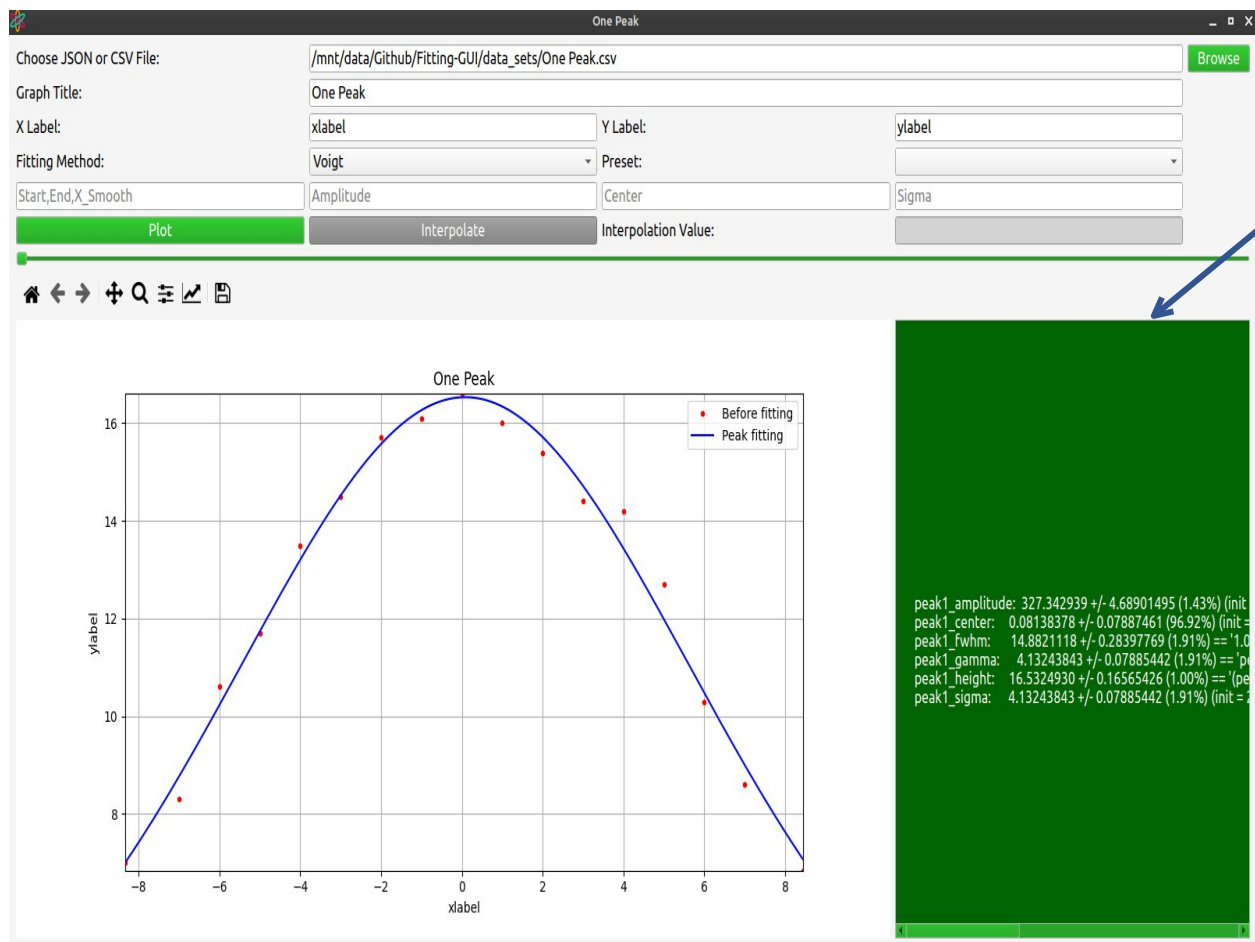 One Peak
Choose JSON or CSV File: /mnt/data/Github/Fitting-GUI/data_sets/One Peak.csv Browse
Graph Title: One Peak
X Label: xlabel Y Label: ylabel
Fitting Method: Voigt Preset:
Start,End,X_Smooth Amplitude Center Sigma
Plot Interpolate Interpolation Value:
One Peak
Before fitting
Peak fitting
16
14
12
10
8
ylabel
−8 −6 −4 −2 0 2 4 6 8
xlabel
peak1_amplitude: 327.342939 +/- 4.68901495 (1.43%) (init
peak1_center: 0.08138378 +/- 0.07887461 (96.92%) (init =
peak1_fwhm: 14.8821118 +/- 0.28397769 (1.91%) == '1.0
peak1_gamma: 4.13243843 +/- 0.07885442 (1.91%) == 'pe
peak1_height: 16.5324930 +/- 0.16565426 (1.00%) == '(pe
peak1_sigma: 4.13243843 +/- 0.07885442 (1.91%) (init = 2